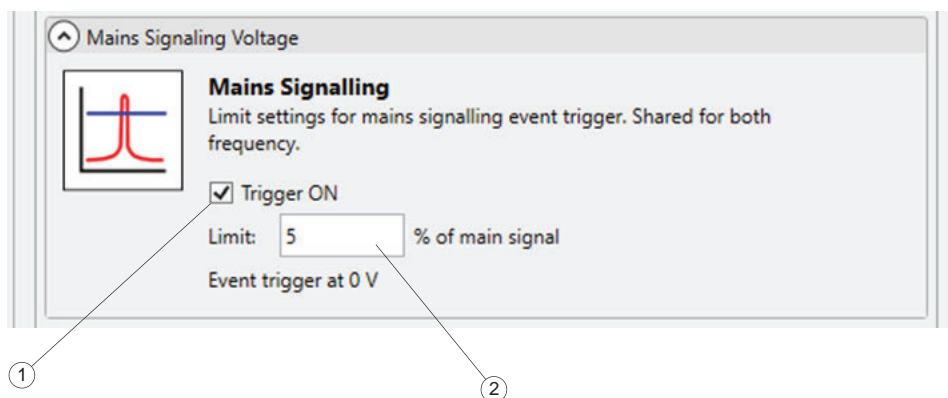 Mains Signaling Voltage
Mains Signalling
Limit settings for mains signalling event trigger. Shared for both
frequency.
Trigger ON
Limit: 5 % of main signal
Event trigger at 0 V
1
2